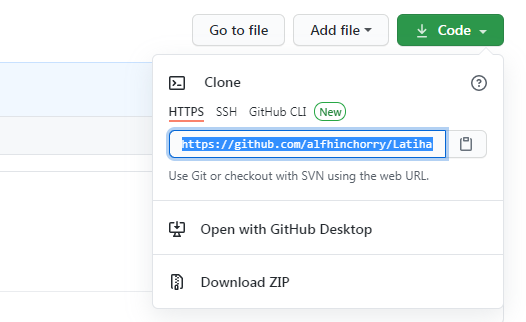 Go to file Add file Code
Clone
HTTPS SSH GitHub CLI New
https://github.com/alfhinchorry/Latiha
Use Git or checkout with SVN using the web URL.
Open with GitHub Desktop
Download ZIP